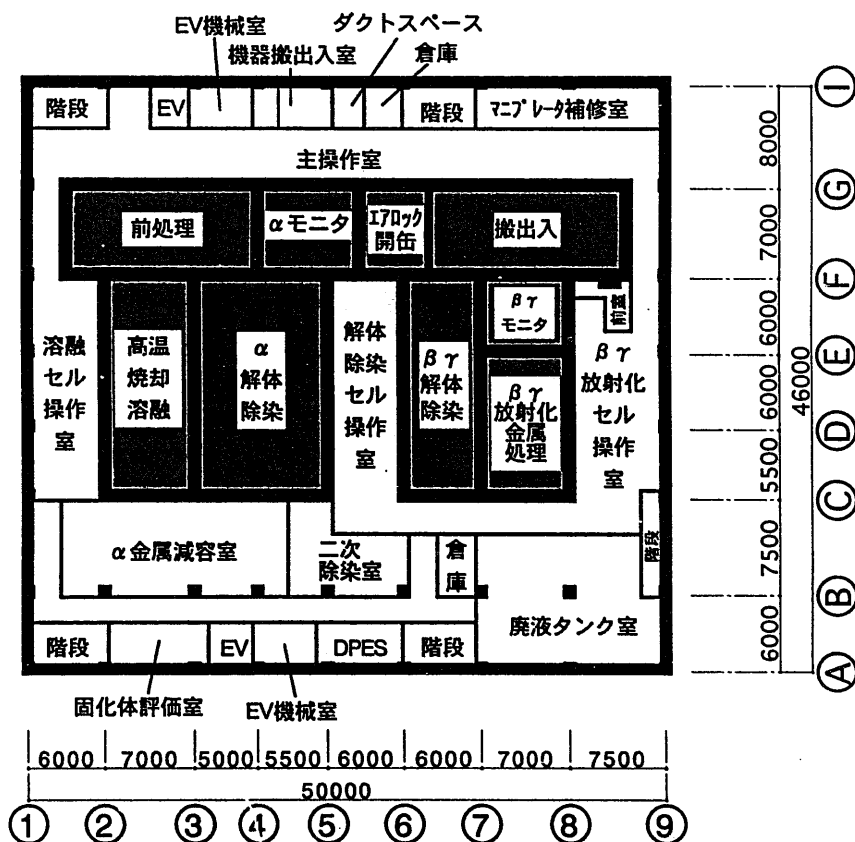 ダクトスペース
EV機械室
機器搬出入室
倉庫
階段
EV
階段
マニプレータ補修室
主操作室
前処理
αモニタ
エアロック
開缶
搬出入
溶融
セル
操作
室
高温
焼却
溶融
α
解体
除染
解体
除染
セル
操作
室
βγ
解体
除染
βγ
モニタ
βγ
放射化
金属
処理
前室
βγ
放射化
セル
操作
室
α金属減容室
二次
除染室
倉
庫
階段
廃液タンク室
階段
EV
DPES
階段
固化体評価室
EV機械室
6000
7000
5000
5500
6000
6000
7000
7500
50000
①
②
③
④
⑤
⑥
⑦
⑧
⑨
8000
7000
6000
6000
5500
7500
6000
46000
Ⓘ
Ⓖ
Ⓕ
Ⓔ
Ⓓ
Ⓒ
Ⓑ
Ⓐ